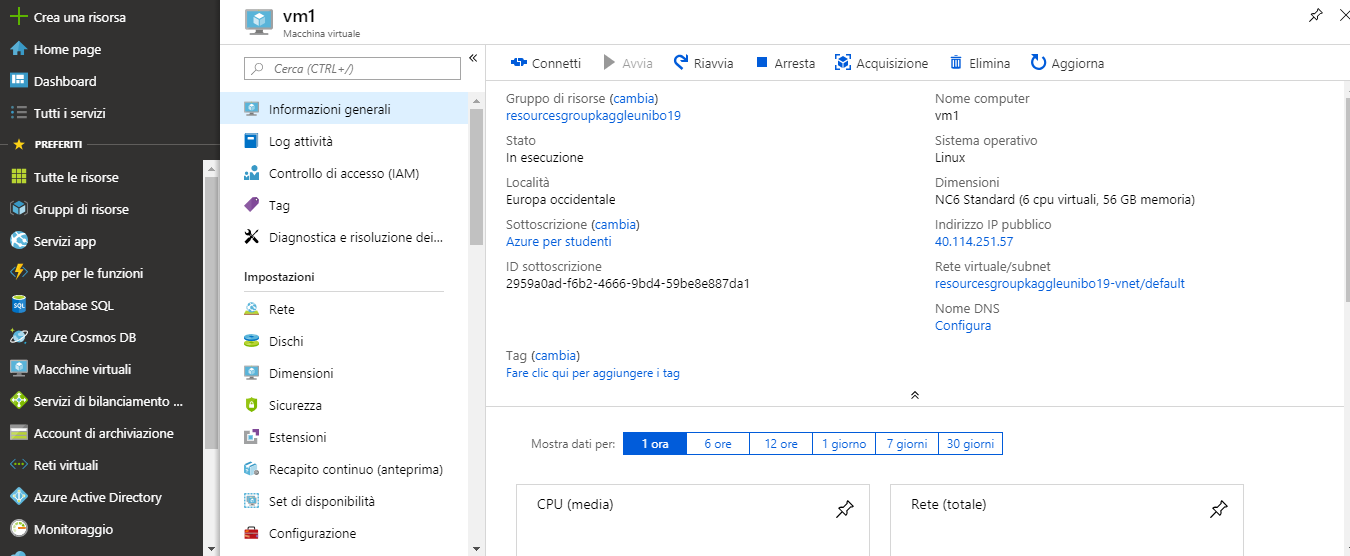 Crea una risorsa
Home page
Dashboard
Tutti i servizi
PREFERITI
Tutte le risorse
Gruppi di risorse
Servizi app
App per le funzioni
Database SQL
Azure Cosmos DB
Macchine virtuali
Servizi di bilanciamento ...
Account di archiviazione
Reti virtuali
Azure Active Directory
Monitoraggio
vm1
Macchina virtuale
Cerca (CTRL+/)
Informazioni generali
Log attività
Controllo di accesso (IAM)
Tag
Diagnostica e risoluzione dei...
Impostazioni
Rete
Dischi
Dimensioni
Sicurezza
Estensioni
Recapito continuo (anteprima)
Set di disponibilità
Configurazione
Connetti
Avvia
Riavvia
Arresta
Acquisizione
Elimina
Aggiorna
Gruppo di risorse (cambia)
resourcesgroupkaggleunibo19
Stato
In esecuzione
Località
Europa occidentale
Sottoscrizione (cambia)
Azure per studenti
ID sottoscrizione
2959a0ad-f6b2-4666-9bd4-59be8e887da1
Nome computer
vm1
Sistema operativo
Linux
Dimensioni
NC6 Standard (6 cpu virtuali, 56 GB memoria)
Indirizzo IP pubblico
40.114.251.57
Rete virtuale/subnet
resourcesgroupkaggleunibo19-vnet/default
Nome DNS
Configura
Tag (cambia)
Fare clic qui per aggiungere i tag
Mostra dati per:
1 ora
6 ore
12 ore
1 giorno
7 giorni
30 giorni
CPU (media)
Rete (totale)